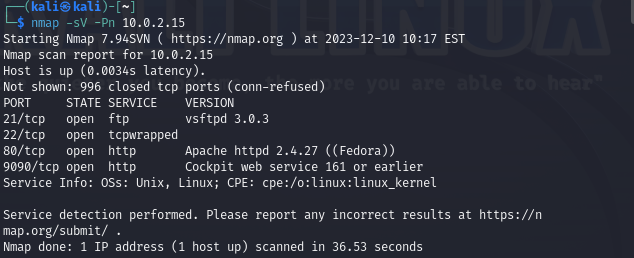 ┌──(kali㉿kali)-[~]
└─$ nmap -sV -Pn 10.0.2.15
Starting Nmap 7.94SVN ( https://nmap.org ) at 2023-12-10 10:17 EST
Nmap scan report for 10.0.2.15
Host is up (0.0034s latency).
Not shown: 996 closed tcp ports (conn-refused)
PORT     STATE SERVICE    VERSION
21/tcp   open  ftp        vsftpd 3.0.3
22/tcp   open  tcpwrapped
80/tcp   open  http       Apache httpd 2.4.27 ((Fedora))
9090/tcp open  http       Cockpit web service 161 or earlier
Service Info: OSs: Unix, Linux; CPE: cpe:/o:linux:linux_kernel

Service detection performed. Please report any incorrect results at https://n
map.org/submit/ .
Nmap done: 1 IP address (1 host up) scanned in 36.53 seconds